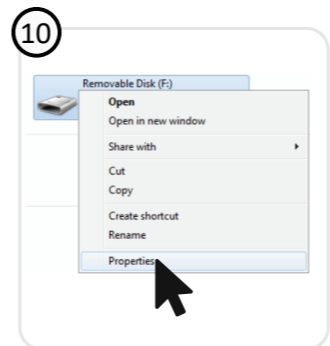 10
Removable Disk (F:)
Open
Open in new window
Share with
Cut
Copy
Create shortcut
Rename
Properties